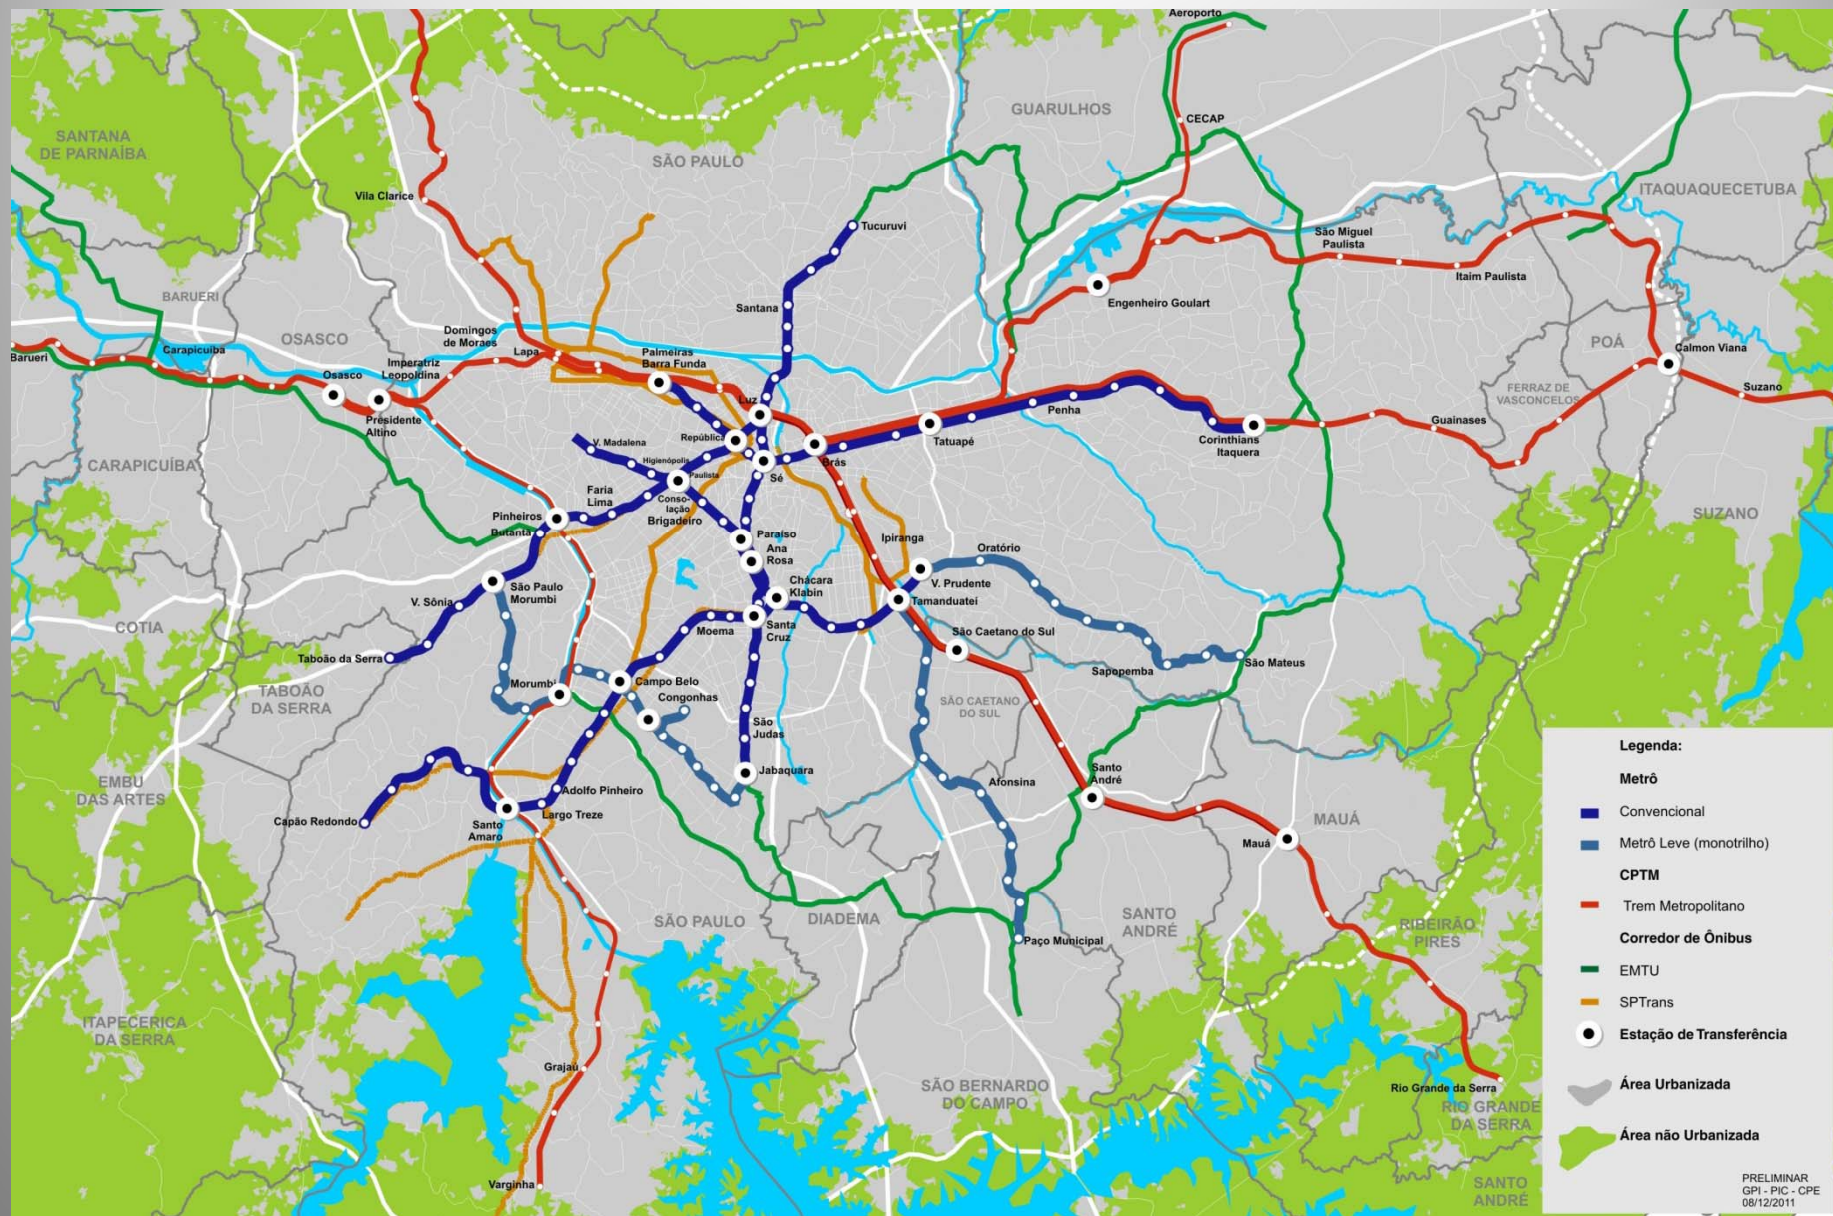 Aeroporto
GUARULHOS
CECAP
SANTANA
DE PARNAÍBA
SÃO PAULO
Vila Clarice
ITAQUAQUECETUBA
Tucuruvi
São Miguel
Paulista
Itaim Paulista
BARUERI
Engenheiro Goulart
Santana
OSASCO
Domingos
de Moraes
Barueri
Carapicuíba
Imperatriz
Leopoldina
Lapa
Palmeiras
Barra Funda
POÁ
Calmon Viana
Osasco
Presidente
Altino
Luz
Penha
FERRAZ DE
VASCONCELOS
Suzano
República
Brás
Tatuapé
Corinthians
Itaquera
Guainases
V. Madalena
Higienópolis
Paulista
Sé
CARAPICUÍBA
Faria
Lima
Conso-
lação
Brigadeiro
Pinheiros
Butantã
SUZANO
Paraíso
Ana
Rosa
Ipiranga
Oratório
V. Prudente
Chácara
Klabin
Tamanduateí
São Paulo
Morumbi
V. Sônia
Moema
Santa
Cruz
COTIA
São Caetano do Sul
Taboão da Serra
Sapopemba
São Mateus
TABOÃO
DA SERRA
Morumbi
Campo Belo
Congonhas
SÃO CAETANO
DO SUL
São
Judas
Jabaquara
EMBU
DAS ARTES
Adolfo Pinheiro
Largo Treze
Capão Redondo
Santo
Amaro
Afonsina
Santo
André
Mauá
MAUÁ
SÃO PAULO
DIADEMA
SANTO
ANDRÉ
Paço Municipal
RIBEIRÃO
PIRES
ITAPECERICA
DA SERRA
Grajaú
SÃO BERNARDO
DO CAMPO
Rio Grande da Serra
RIO GRANDE
DA SERRA
Varginha
SANTO
ANDRÉ
Legenda:
Metrô
Convencional
Metrô Leve (monotrilho)
CPTM
Trem Metropolitano
Corredor de Ônibus
EMTU
SPTrans
Estação de Transferência
Área Urbanizada
Área não Urbanizada
PRELIMINAR
GPI - PIC - CPE
08/12/2011